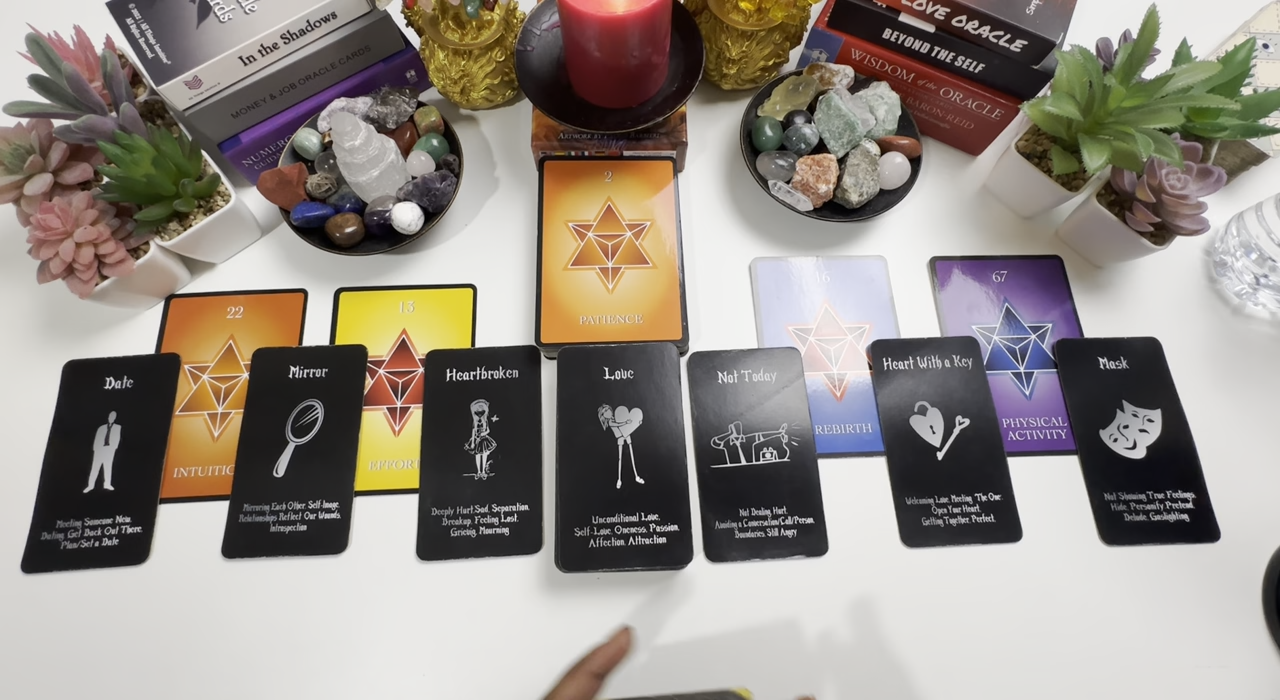 In the Shadows
MONEY & JOB ORACLE CARDS
LOVE ORACLE
BEYOND THE SELF
WISDOM of the ORACLE
BARON-REID
2
PATIENCE
22
13
16
REBIRTH
67
PHYSICAL
ACTIVITY
Date
Meeting Someone New,
Dating, Get Back Out There,
Plan/Set a Date
Mirror
Mirroring Each Other, Self-Image,
Relationships Reflect Our Wounds,
Introspection
Heartbroken
Deeply Hurt, Sad, Separation,
Breakup, Feeling Lost,
Grieving, Mourning
Love
Unconditional Love,
Self-Love, Oneness, Passion,
Affection, Attraction
Not Today
Not Dealing, Hurt,
Avoiding a Conversation/Call/Person,
Boundaries, Still Angry
Heart With a Key
Welcoming Love, Meeting "The One,
Open Your Heart,
Getting Together, Perfect,
Mask
Not Showing True Feelings,
Hide, Personity Pretend,
Delude, Gaslighting